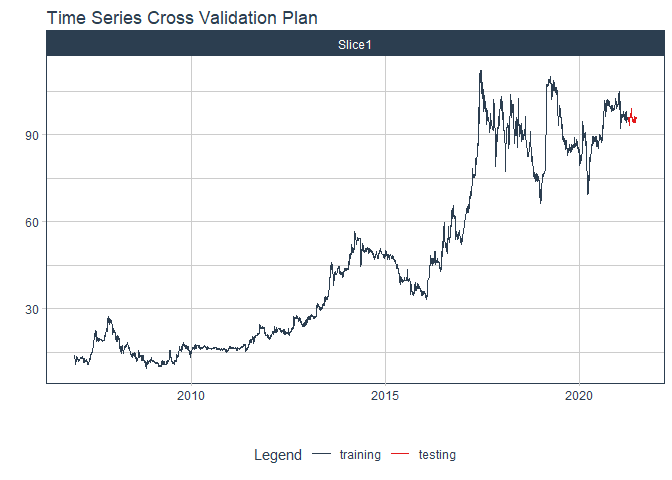 Time Series Cross Validation Plan
Slice1
90
60
30
2010 2015 2020
Legend training testing